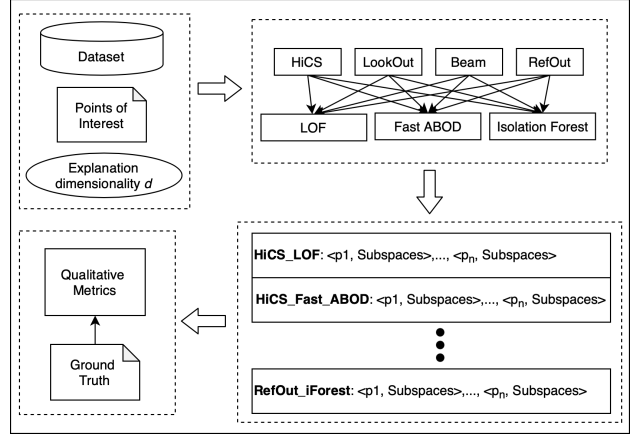 Dataset
Points of
Interest
Explanation
dimensionality d
HiCS
LookOut
Beam
RefOut
LOF
Fast ABOD
Isolation Forest
HiCS_LOF: <p1, Subspaces>,..., <pn, Subspaces>
HiCS_Fast_ABOD: <p1, Subspaces>,..., <pn, Subspaces>
RefOut_iForest: <p1, Subspaces>,..., <pn, Subspaces>
Qualitative
Metrics
Ground
Truth